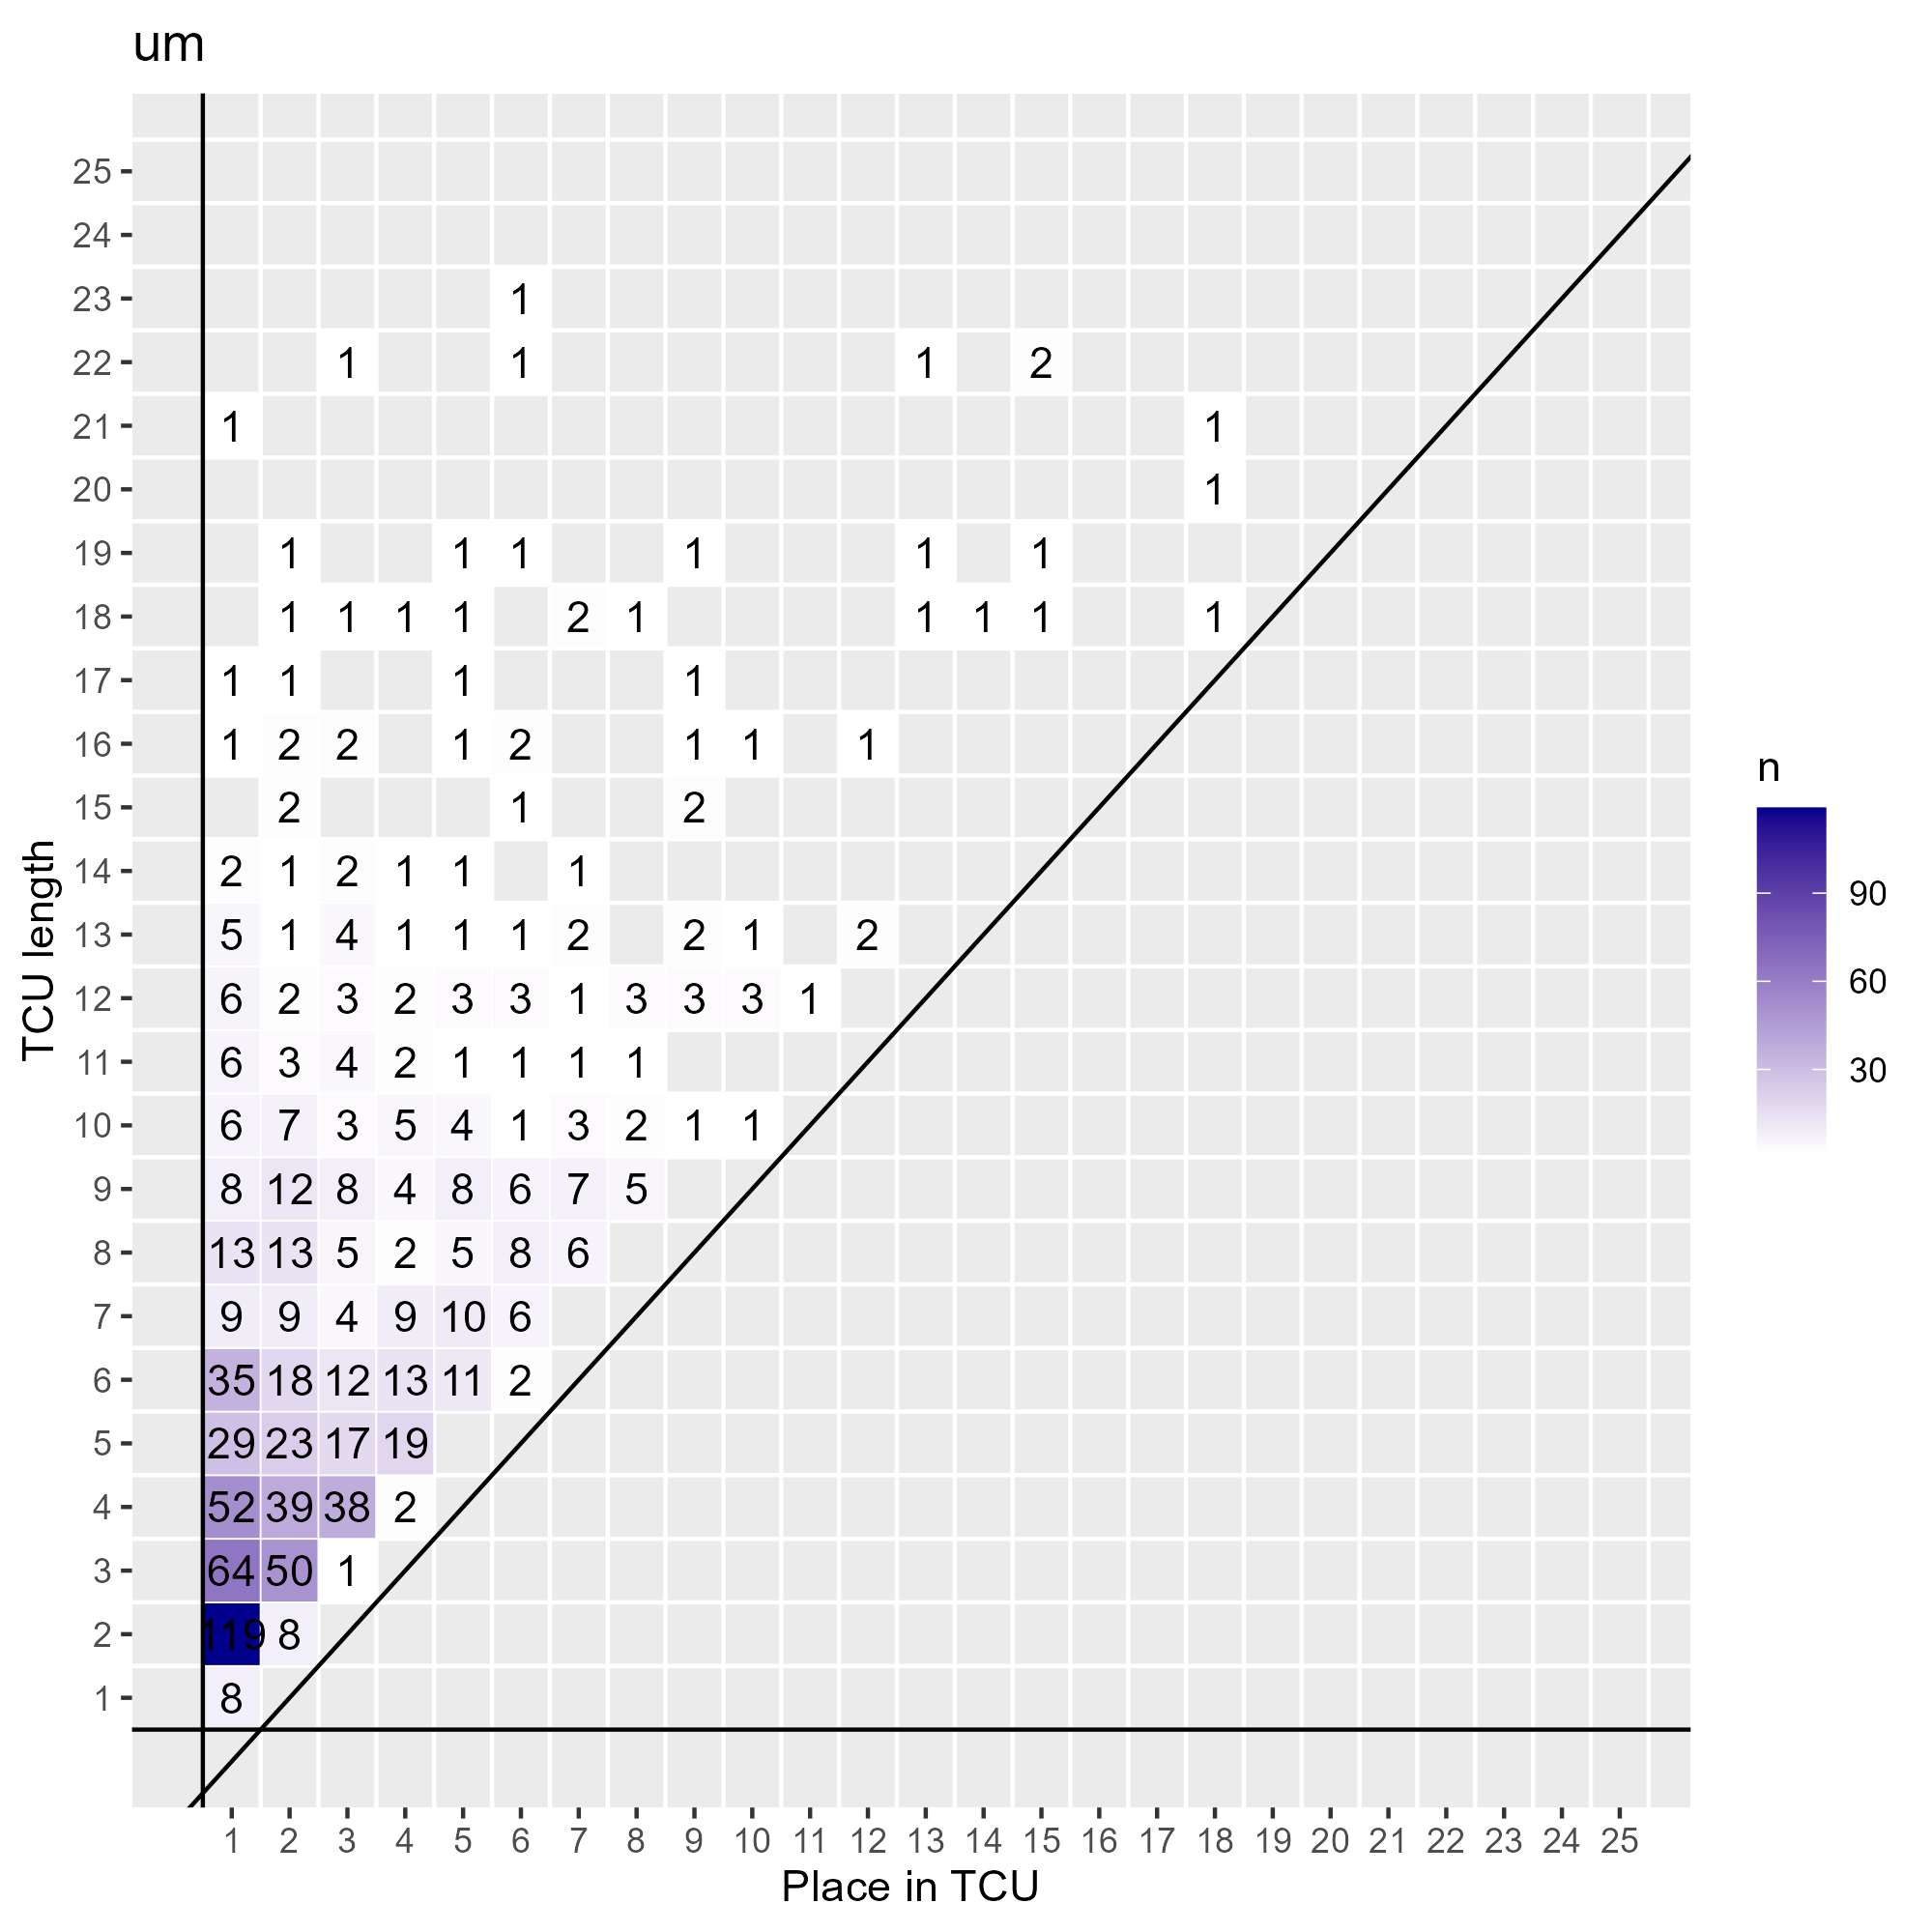 um
25
24
23 1
22 1 1 1 2
21 1 1
20 1
19 1 1 1 1 1 1
18 1 1 1 1 2 1 1 1 1 1
17 1 1 1 1
16 1 2 2 1 2 1 1 1
15 2 1 2
14 2 1 2 1 1 1
13 5 1 4 1 1 1 2 2 1 2
12 6 2 3 2 3 3 1 3 3 3 1
11 6 3 4 2 1 1 1 1
10 6 7 3 5 4 1 3 2 1 1
9 8 12 8 4 8 6 7 5
8 13 13 5 2 5 8 6
7 9 9 4 9 10 6
6 35 18 12 13 11 2
5 29 23 17 19
4 52 39 38 2
3 64 50 1
2 119 8
1 8
1 2 3 4 5 6 7 8 9 10 11 12 13 14 15 16 17 18 19 20 21 22 23 24 25
Place in TCU
TCU length
n
90
60
30